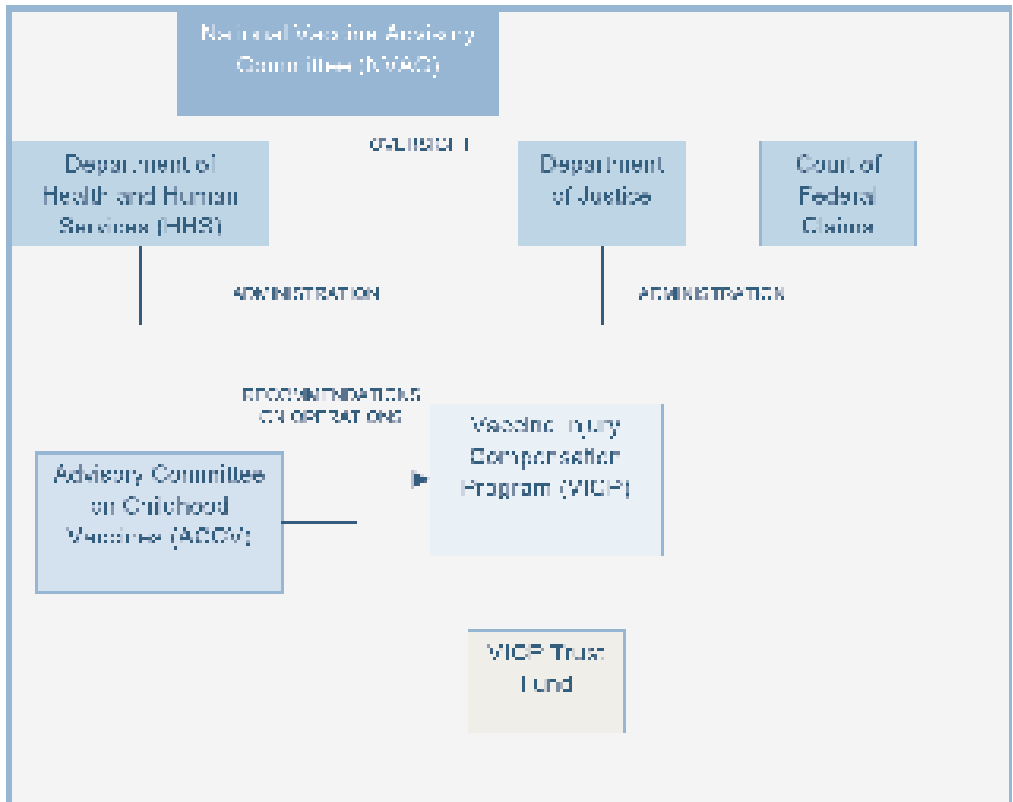 National Vaccine Advisory
Committee (NVAC)
OVERSIGHT
Department of
Health and Human
Services (HHS)
Department
of Justice
Court of
Federal
Claims
ADMINISTRATION
ADMINISTRATION
RECOMMENDATIONS
ON OPERATIONS
Vaccine Injury
Compensation
Program (VICP)
Advisory Committee
on Childhood
Vaccines (ACCV)
VICP Trust
Fund